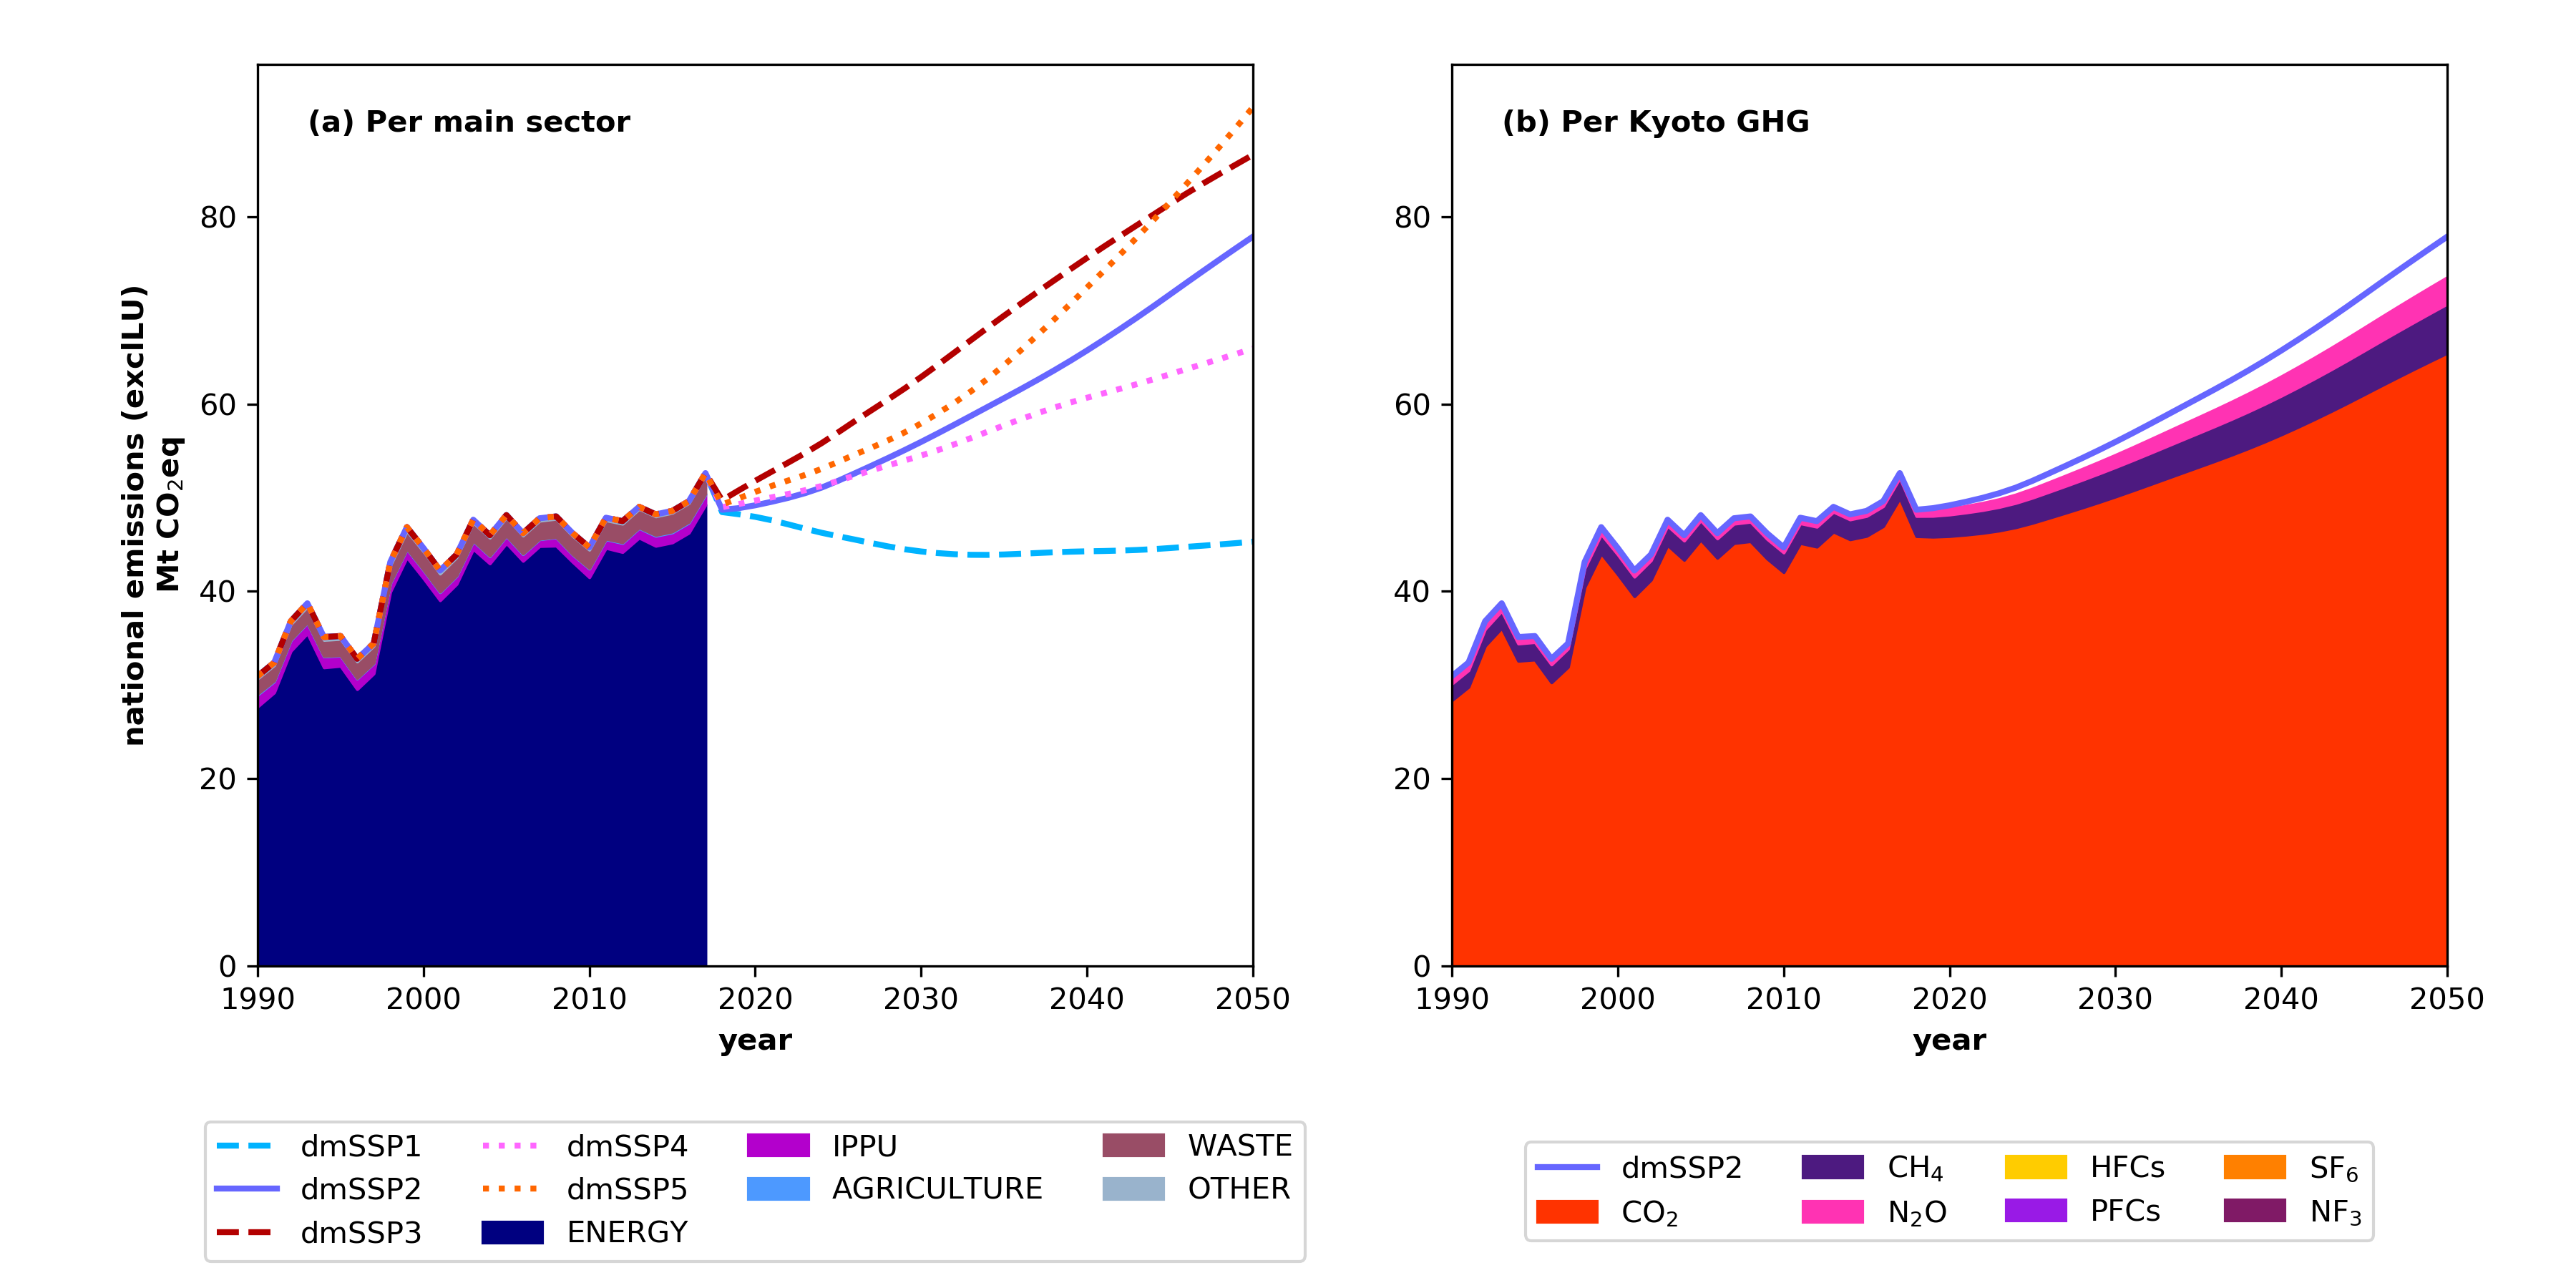 (a) Per main sector
national emissions (exclLU)
Mt CO₂eq
80
60
40
20
0
1990 2000 2010 2020 2030 2040 2050
year
dmSSP1 dmSSP4 IPPU WASTE
dmSSP2 dmSSP5 AGRICULTURE OTHER
dmSSP3 ENERGY
(b) Per Kyoto GHG
80
60
40
20
0
1990 2000 2010 2020 2030 2040 2050
year
dmSSP2 CH₄ HFCs SF₆
CO₂ N₂O PFCs NF₃